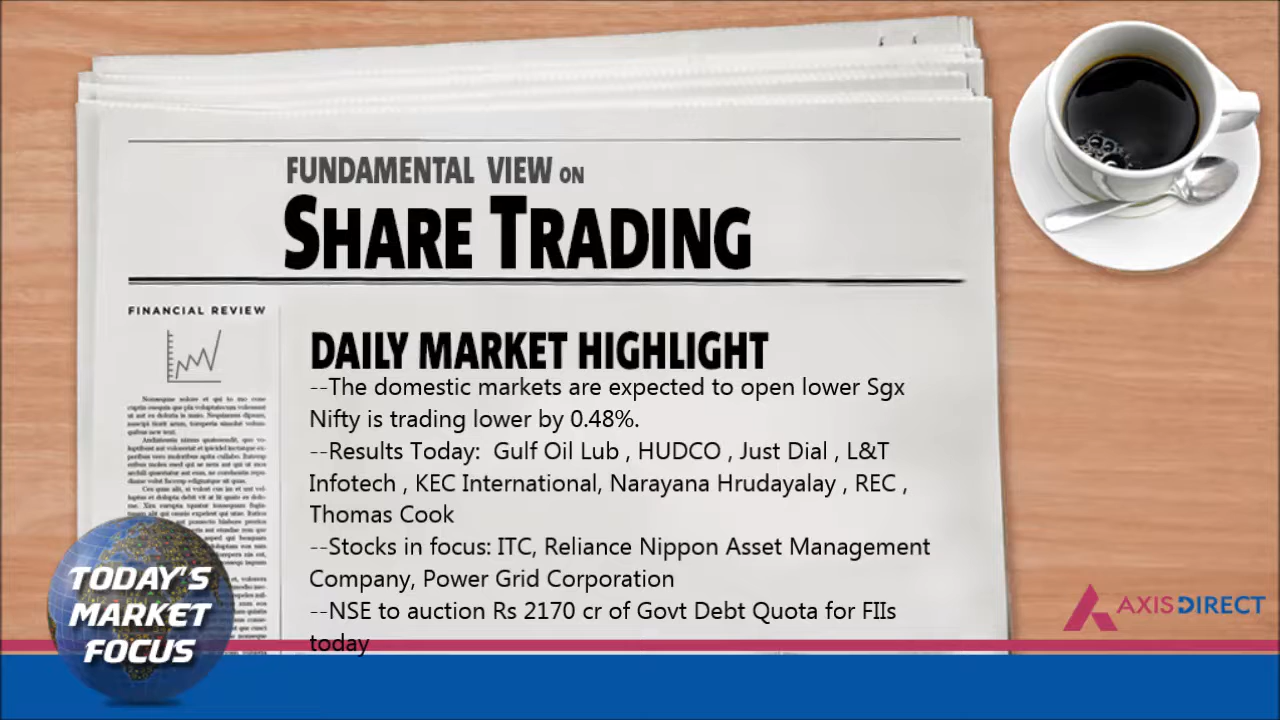 FUNDAMENTAL VIEW ON
SHARE TRADING
FINANCIAL REVIEW
DAILY MARKET HIGHLIGHT
--The domestic markets are expected to open lower Sgx
Nifty is trading lower by 0.48%.
--Results Today:  Gulf Oil Lub , HUDCO , Just Dial , L&T
Infotech , KEC International, Narayana Hrudayalay , REC ,
Thomas Cook
--Stocks in focus: ITC, Reliance Nippon Asset Management
Company, Power Grid Corporation
--NSE to auction Rs 2170 cr of Govt Debt Quota for FIIs
today
TODAY'S
MARKET
FOCUS
AXIS DIRECT